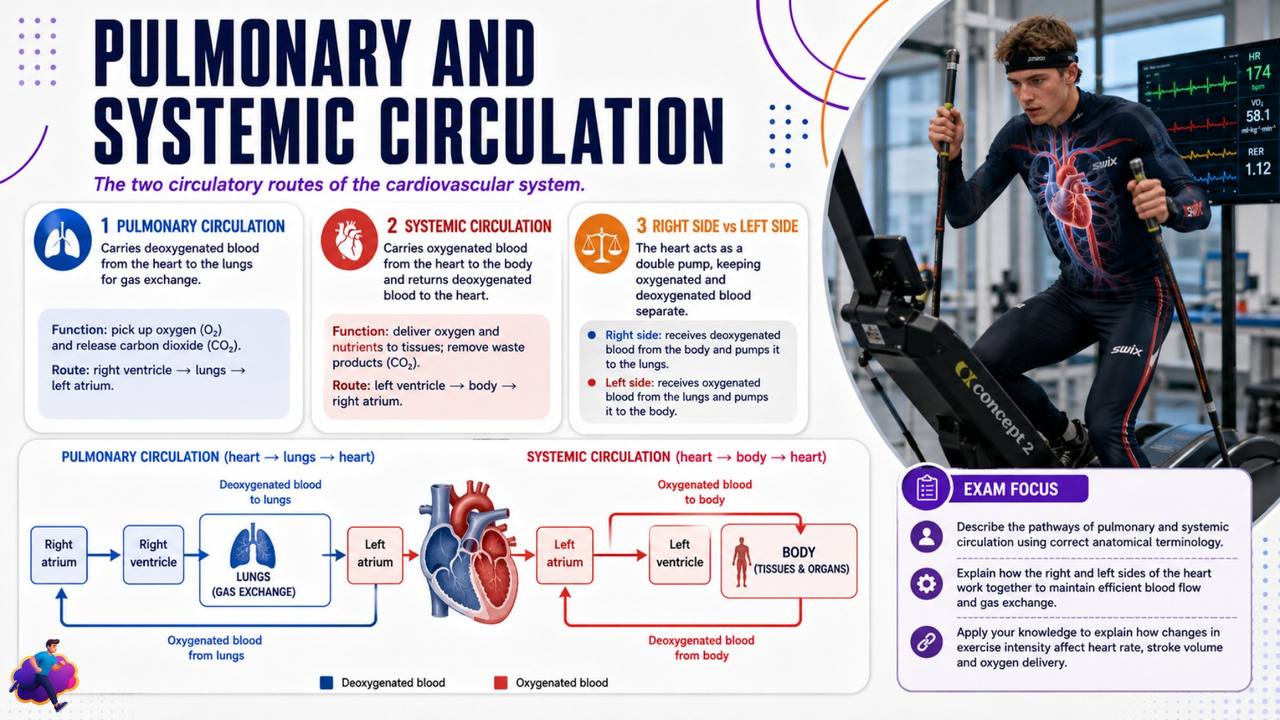 PULMONARY AND
SYSTEMIC CIRCULATION
The two circulatory routes of the cardiovascular system.
1 PULMONARY CIRCULATION
Carries deoxygenated blood
from the heart to the lungs
for gas exchange.
Function: pick up oxygen (O₂)
and release carbon dioxide (CO₂).
Route: right ventricle → lungs →
left atrium.
2 SYSTEMIC CIRCULATION
Carries oxygenated blood
from the heart to the body
and returns deoxygenated
blood to the heart.
Function: deliver oxygen and
nutrients to tissues; remove waste
products (CO₂).
Route: left ventricle → body →
right atrium.
3 RIGHT SIDE vs LEFT SIDE
The heart acts as a
double pump, keeping
oxygenated and
deoxygenated blood
separate.
Right side: receives deoxygenated
blood from the body and pumps it
to the lungs.
Left side: receives oxygenated
blood from the lungs and pumps
it to the body.
HR
174
bpm
VO₂
58.1
ml·kg⁻¹·min⁻¹
RER
1.12
swix
swix
concept 2
PULMONARY CIRCULATION (heart → lungs → heart)
Deoxygenated blood
to lungs
Right
atrium
Right
ventricle
LUNGS
(GAS EXCHANGE)
Left
atrium
Oxygenated blood
from lungs
SYSTEMIC CIRCULATION (heart → body → heart)
Oxygenated blood
to body
Left
atrium
Left
ventricle
BODY
(TISSUES & ORGANS)
Deoxygenated blood
from body
Deoxygenated blood
Oxygenated blood
EXAM FOCUS
Describe the pathways of pulmonary and systemic
circulation using correct anatomical terminology.
Explain how the right and left sides of the heart
work together to maintain efficient blood flow
and gas exchange.
Apply your knowledge to explain how changes in
exercise intensity affect heart rate, stroke volume
and oxygen delivery.